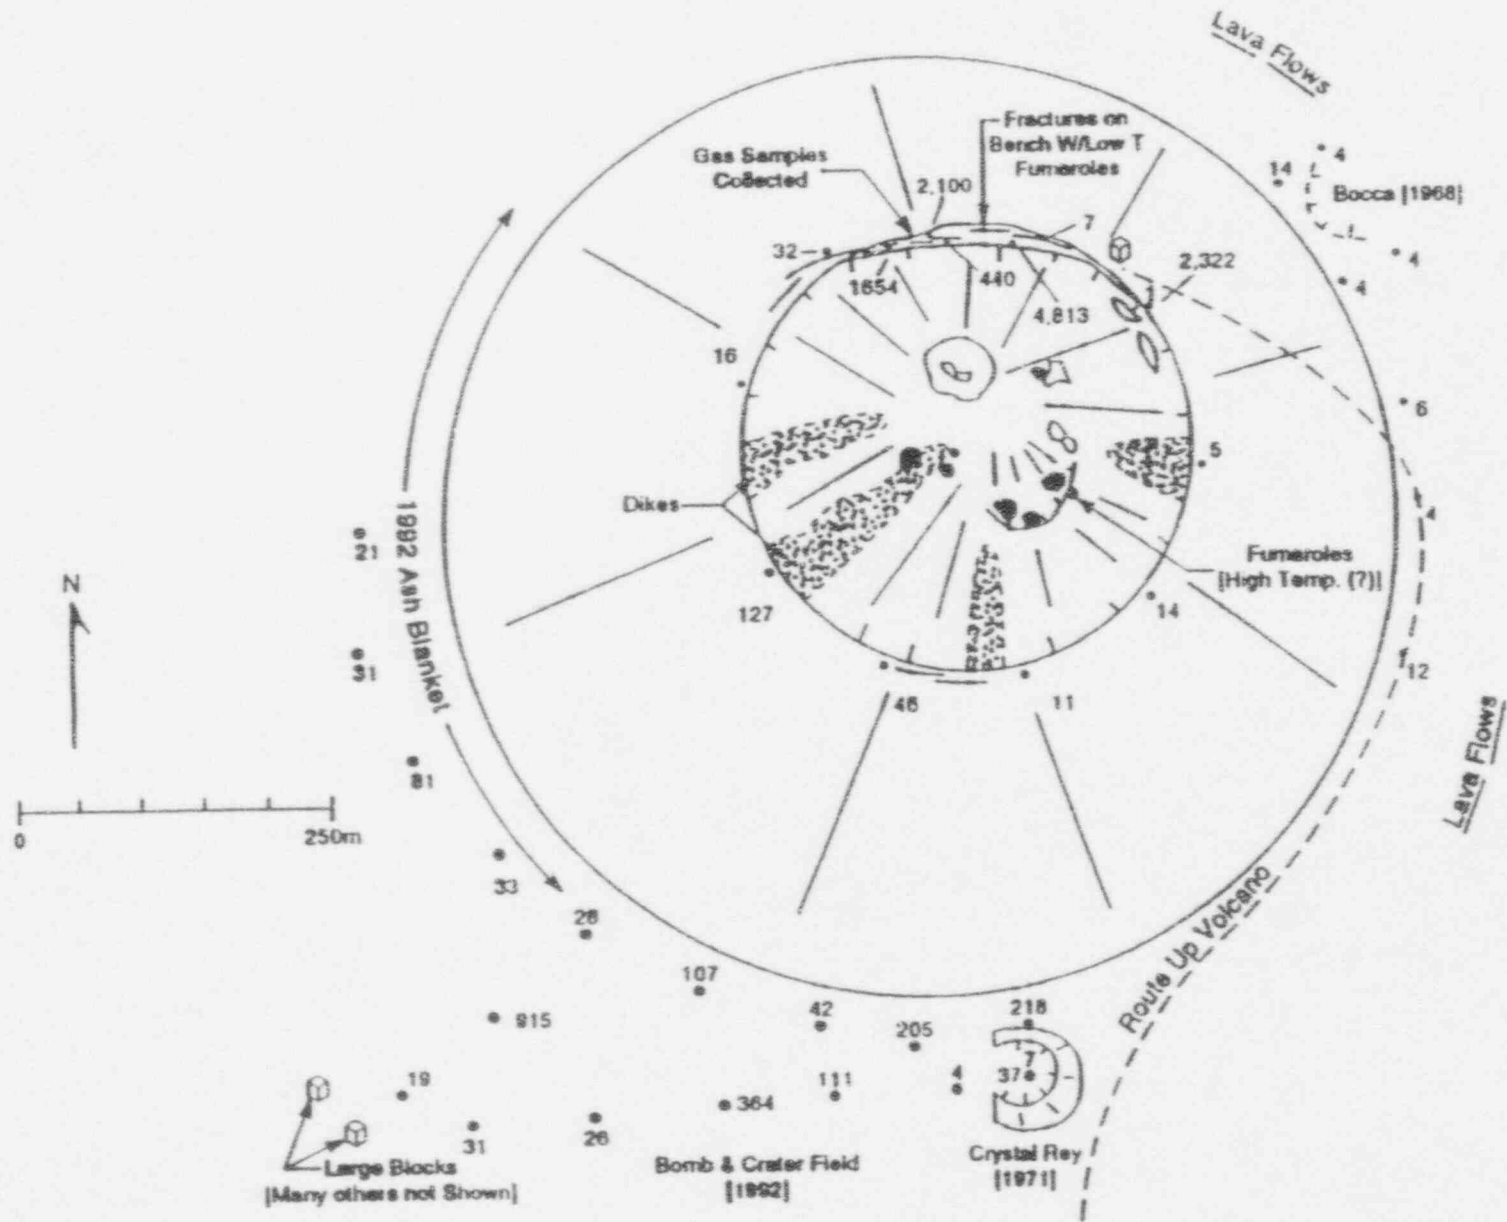 Lava Flows
Fractures on
Bench W/Low T
Fumeroles
Gas Samples
Collected
2,100
4
14
Bocca [1968]
7
32
4
2,322
4
1654
440
4,813
16
6
5
Dikes
4
1992 Ash Blanket
21
Fumeroles
[High Temp. (?)]
N
127
14
31
12
46
11
Lava Flows
81
0
250m
33
28
Route Up Volcano
107
915
42
218
205
7
37
19
111
4
364
31
26
Large Blocks
[Many others not Shown]
Bomb & Crater Field
[1992]
Crystal Rey
[1971]